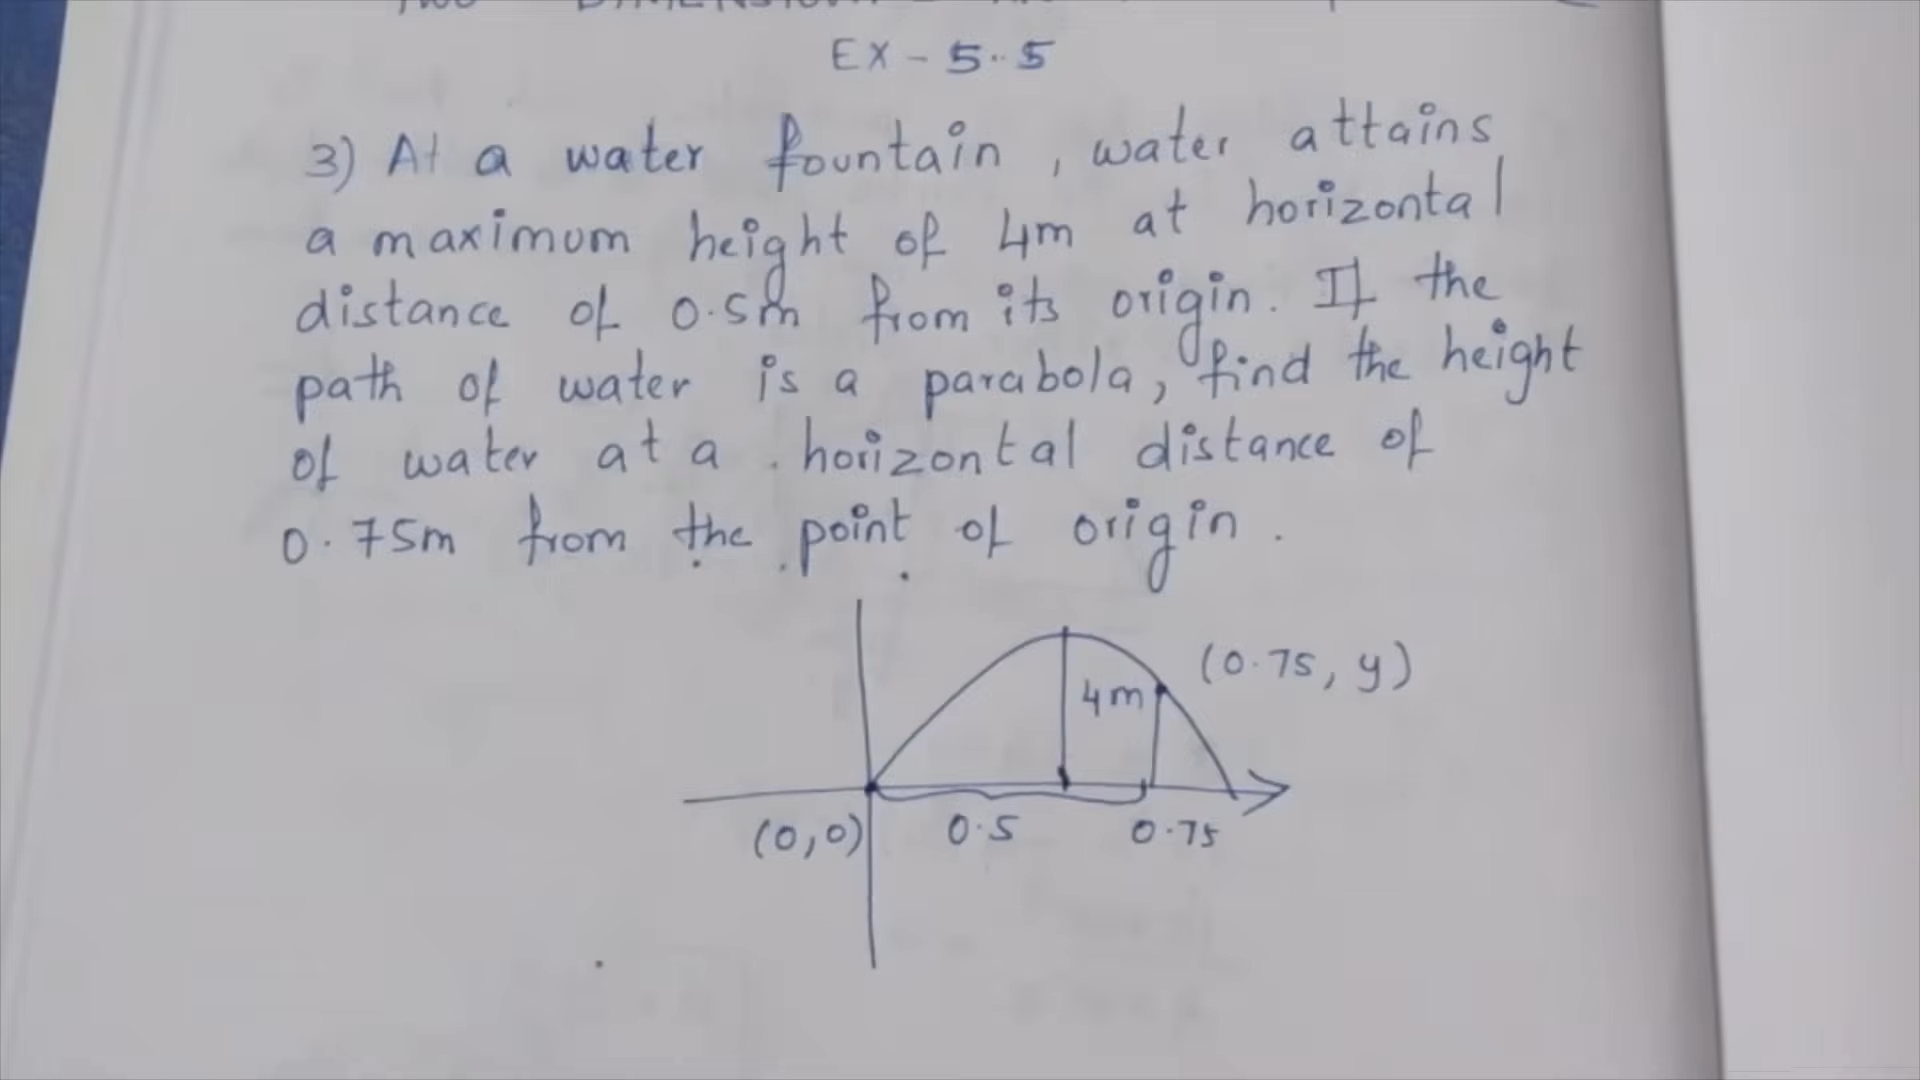 EX - 5.5
3) At a water fountain, water attains
a maximum height of 4m at horizontal
distance of 0.5m from its origin. If the
path of water is a parabola, find the height
of water at a horizontal distance of
0.75m from the point of origin.
(0.75, y)
4m
(0,0) 0.5 0.75